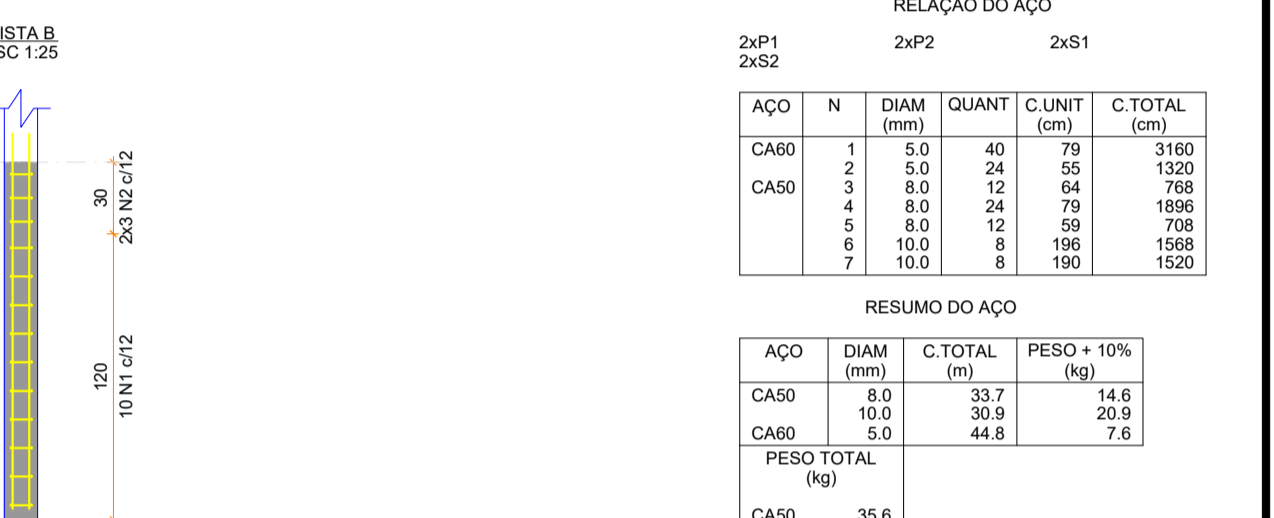 ISTA B
SC 1:25
30
2x3 N2 c/12
120
10 N1 c/12
RELAÇÃO DO AÇO
2xP1 2xP2 2xS1
2xS2
AÇO N DIAM QUANT C.UNIT C.TOTAL
(mm) (cm) (cm)
CA60 1 5.0 40 79 3160
2 5.0 24 55 1320
CA50 3 8.0 12 64 768
4 8.0 24 79 1896
5 8.0 12 59 708
6 10.0 8 196 1568
7 10.0 8 190 1520
RESUMO DO AÇO
AÇO DIAM C.TOTAL PESO + 10%
(mm) (m) (kg)
CA50 8.0 33.7 14.6
10.0 30.9 20.9
CA60 5.0 44.8 7.6
PESO TOTAL
(kg)
CA50 35.6